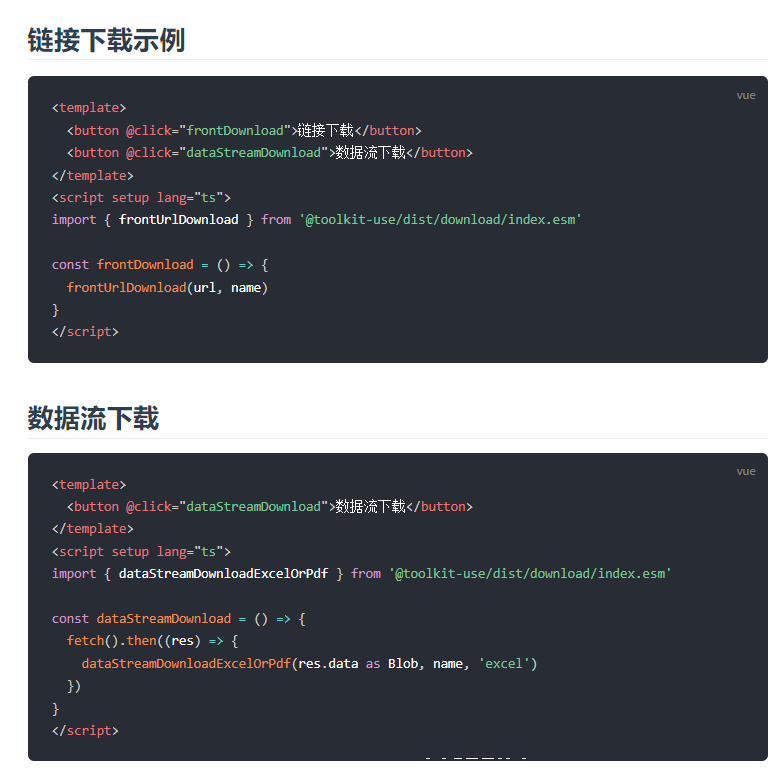 链接下载示例
vue
<template>
  <button @click="frontDownload">链接下载</button>
  <button @click="dataStreamDownload">数据流下载</button>
</template>
<script setup lang="ts">
import { frontUrlDownload } from '@toolkit-use/dist/download/index.esm'

const frontDownload = () => {
  frontUrlDownload(url, name)
}
</script>
数据流下载
vue
<template>
  <button @click="dataStreamDownload">数据流下载</button>
</template>
<script setup lang="ts">
import { dataStreamDownloadExcelOrPdf } from '@toolkit-use/dist/download/index.esm'

const dataStreamDownload = () => {
  fetch().then((res) => {
    dataStreamDownloadExcelOrPdf(res.data as Blob, name, 'excel')
  })
}
</script>